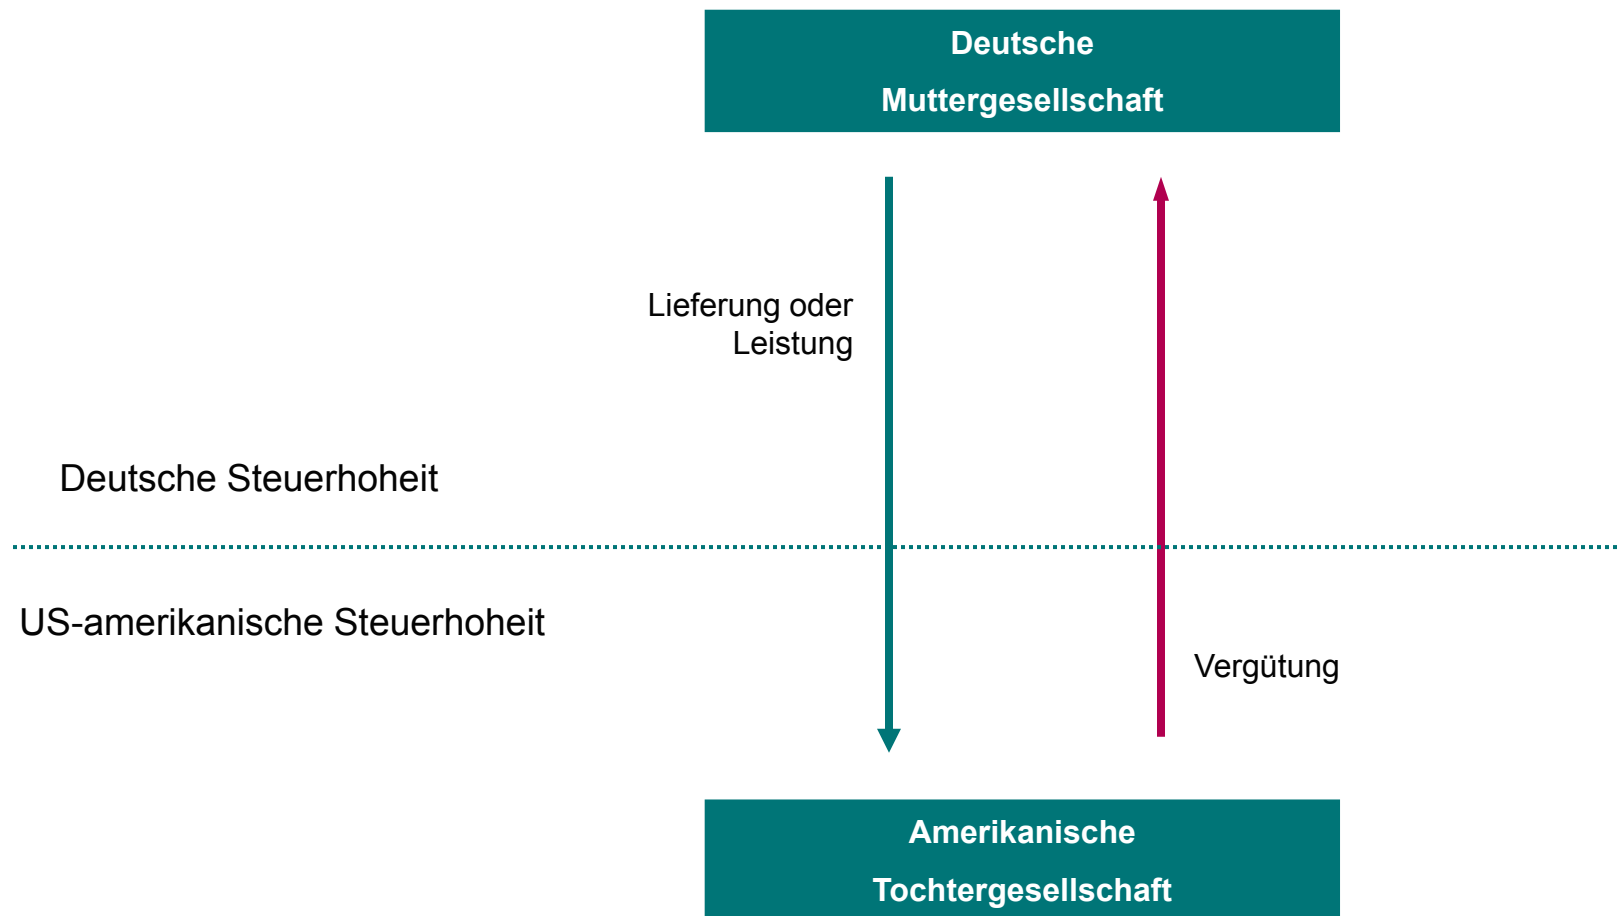 Deutsche
Muttergesellschaft
Lieferung oder
Leistung
Deutsche Steuerhoheit
US-amerikanische Steuerhoheit
Vergütung
Amerikanische
Tochtergesellschaft